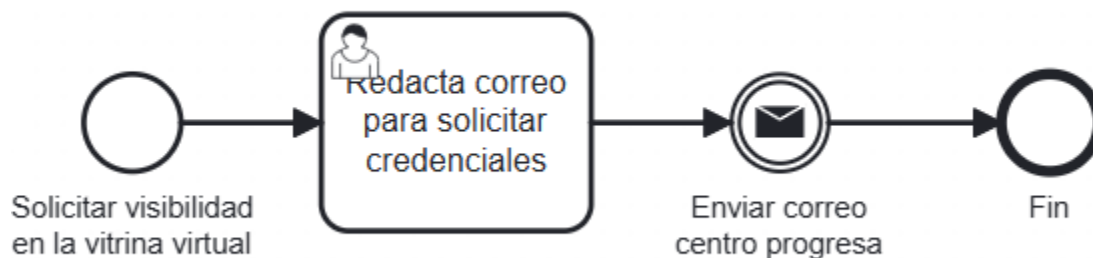 Redacta correo
para solicitar
credenciales
Solicitar visibilidad
en la vitrina virtual
Enviar correo
centro progresa
Fin